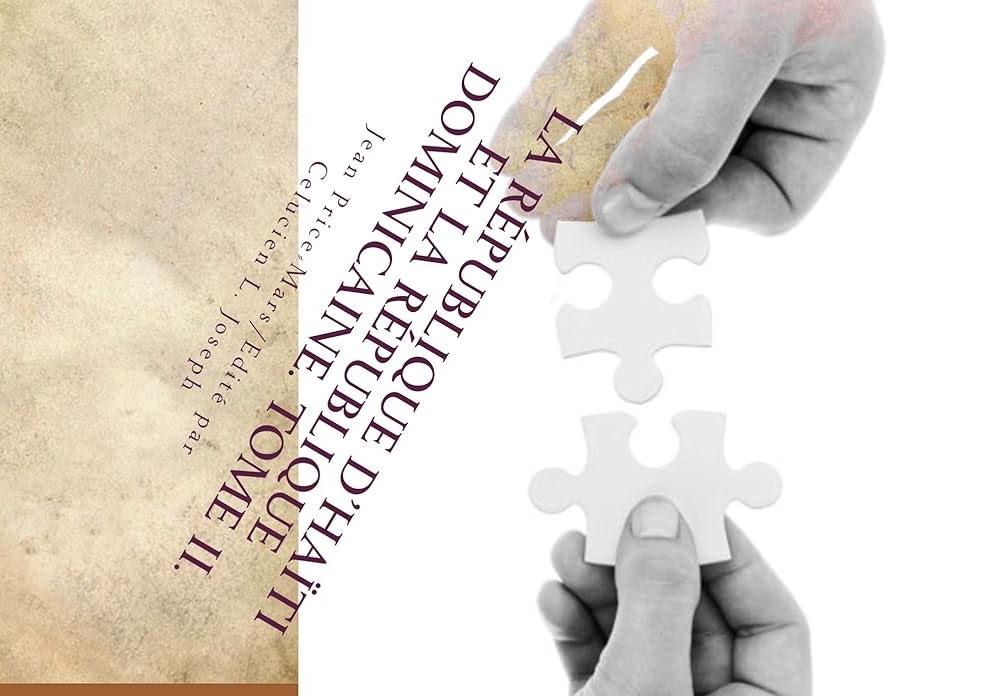 LA RÉPUBLIQUE D'HAÏTI
ET LA RÉPUBLIQUE
DOMINICAINE. TOME II.
Jean Price-Mars/Edité par
Celucien L. Joseph